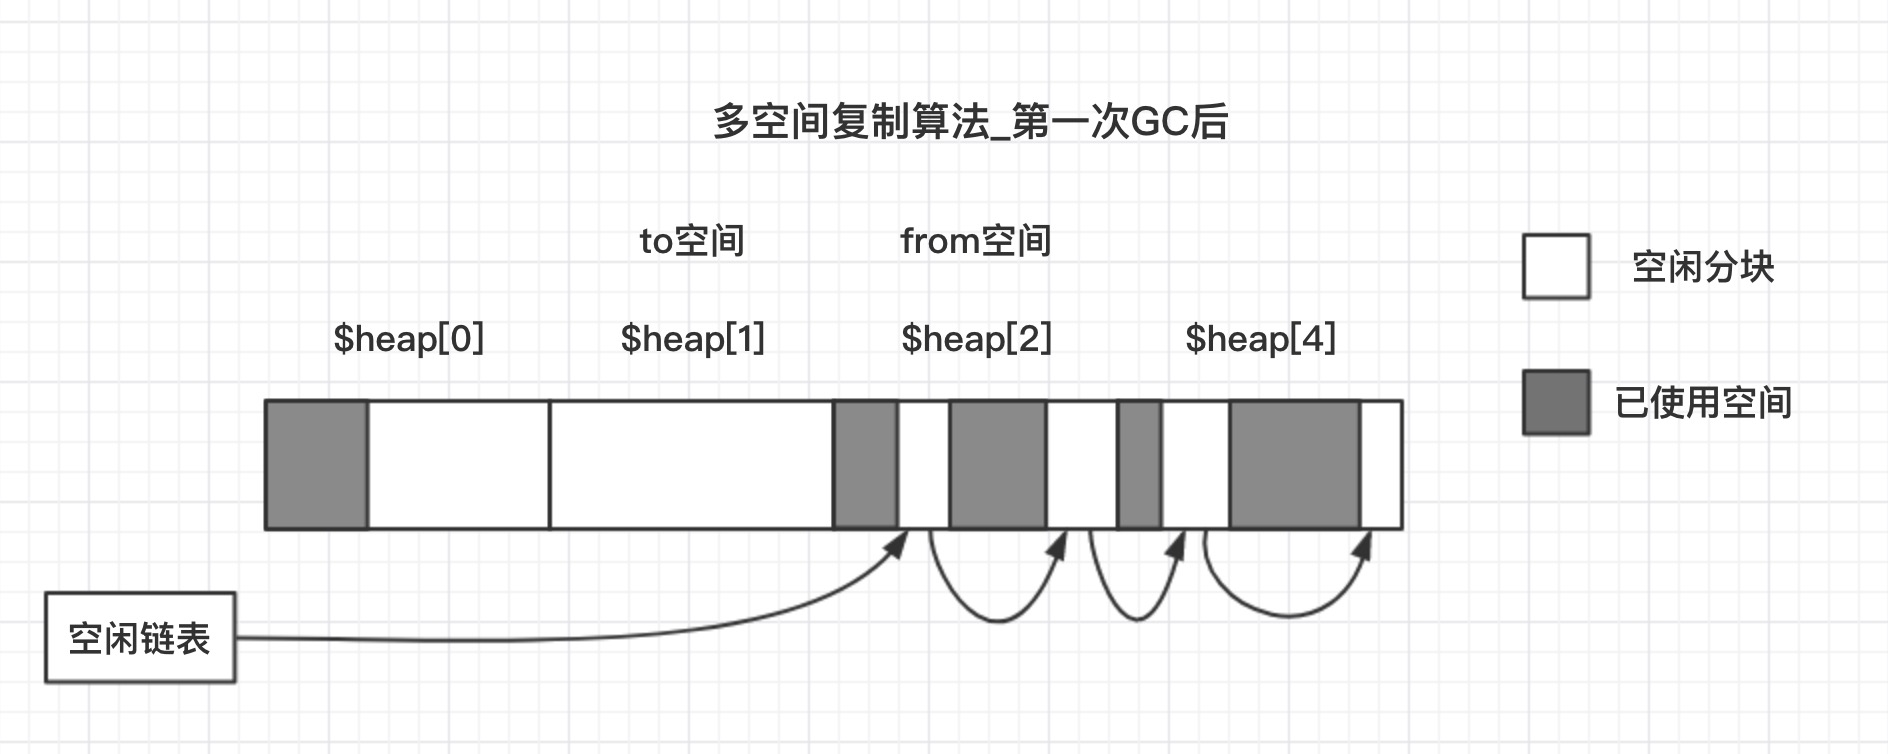 多空间复制算法_第一次GC后
to空间
from空间
空闲分块
$heap[0]
$heap[1]
$heap[2]
$heap[4]
已使用空间
空闲链表